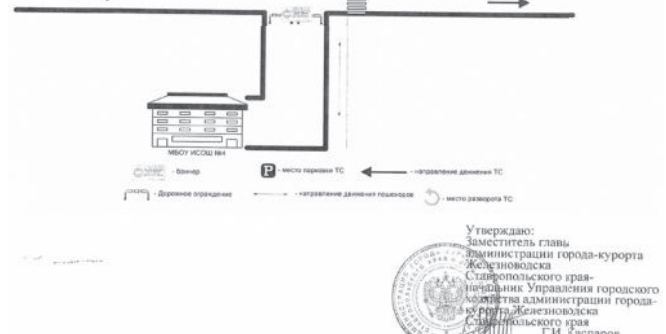 МБОУ ИСОШ №4
- баннер
P - место парковки ТС
- направление движения ТС
- Дорожное ограждение
- направление движения пешеходов
- место разворота ТС
Утверждаю:
Заместитель главы
администрации города-курорта
Железноводска
Ставропольского края-
начальник Управления городского
хозяйства администрации города-
курорта Железноводска
Ставропольского края
Г.И. Каспаров